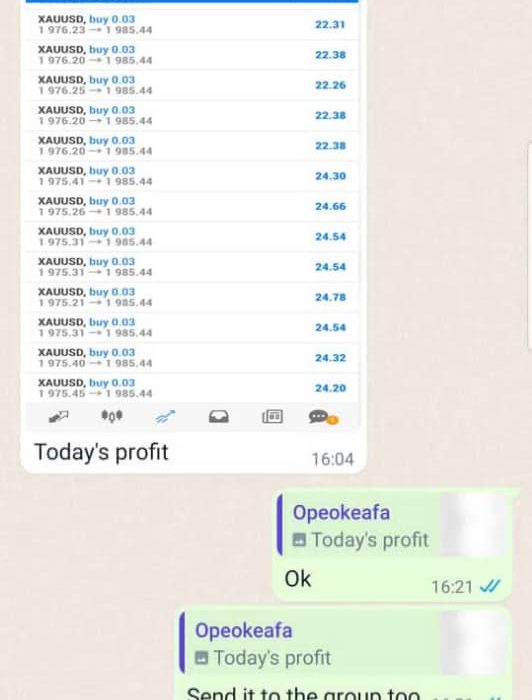 XAUUSD, buy 0.03
1 976.23 → 1 985.44
22.31
XAUUSD, buy 0.03
1 976.20 → 1 985.44
22.38
XAUUSD, buy 0.03
1 976.25 → 1 985.44
22.26
XAUUSD, buy 0.03
1 976.20 → 1 985.44
22.38
XAUUSD, buy 0.03
1 976.20 → 1 985.44
22.38
XAUUSD, buy 0.03
1 975.41 → 1 985.44
24.30
XAUUSD, buy 0.03
1 975.26 → 1 985.44
24.66
XAUUSD, buy 0.03
1 975.31 → 1 985.44
24.54
XAUUSD, buy 0.03
1 975.31 → 1 985.44
24.54
XAUUSD, buy 0.03
1 975.21 → 1 985.44
24.78
XAUUSD, buy 0.03
1 975.31 → 1 985.44
24.54
XAUUSD, buy 0.03
1 975.40 → 1 985.44
24.32
XAUUSD, buy 0.03
1 975.45 → 1 985.44
24.20
Today's profit
16:04
Opeokeafa
Today's profit
Ok
16:21
Opeokeafa
Today's profit
Send it to the group too